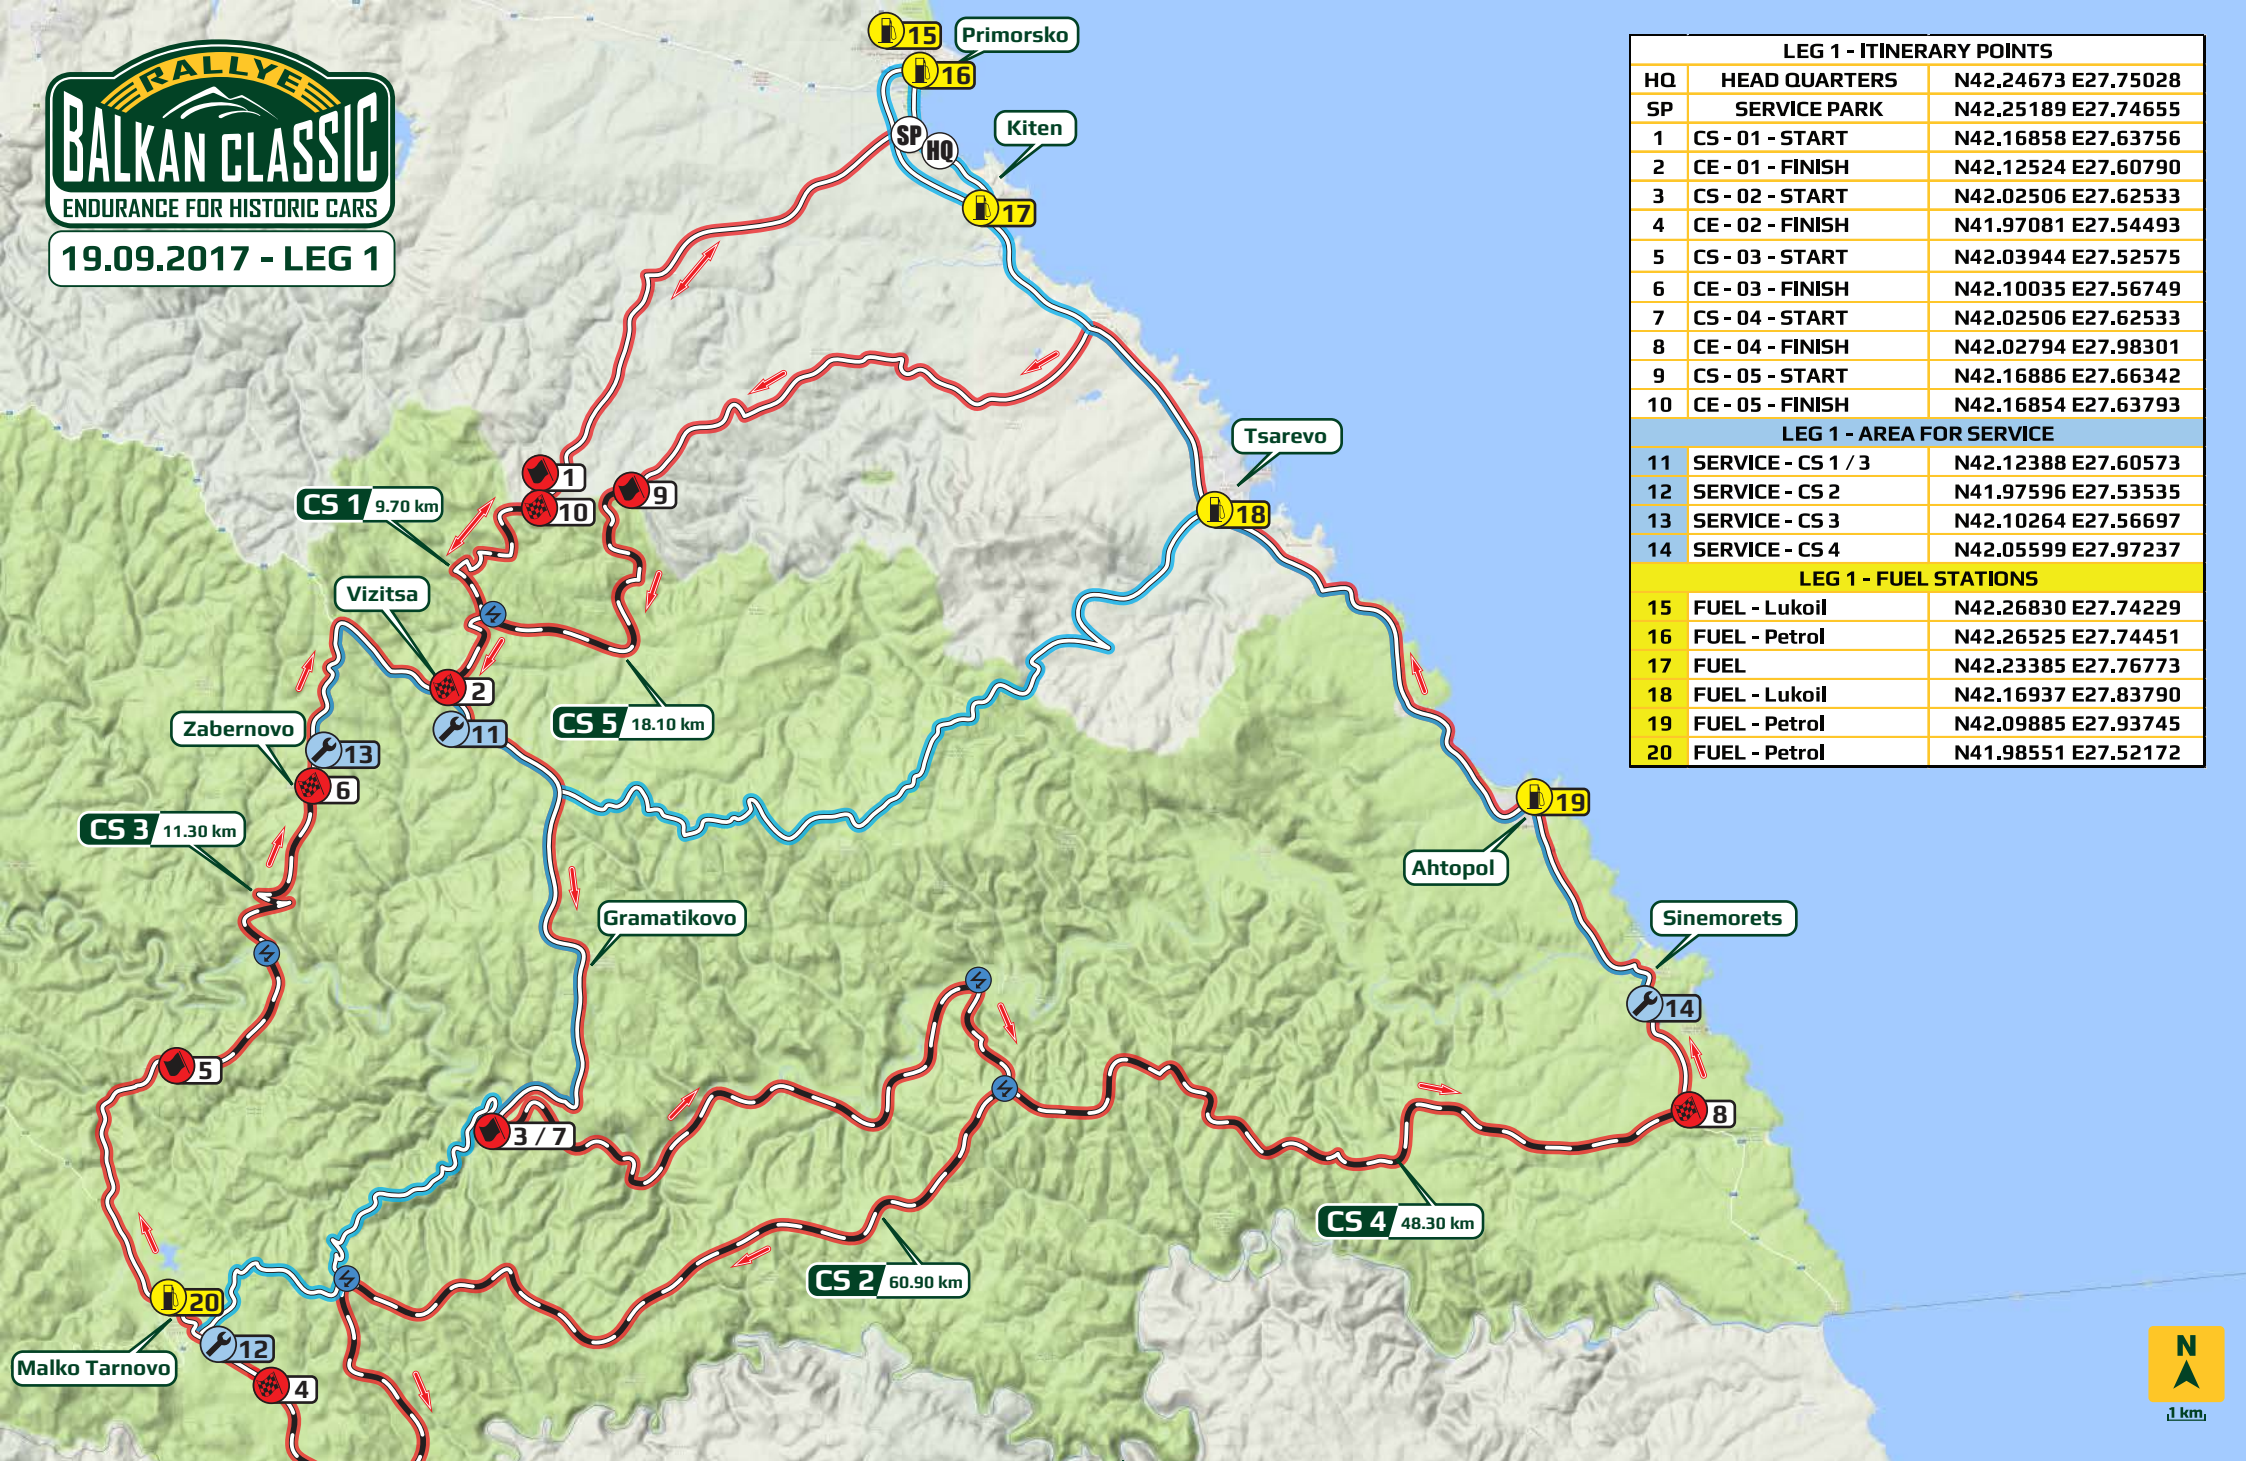 RALLYE
BALKAN CLASSIC
ENDURANCE FOR HISTORIC CARS
19.09.2017 - LEG 1
15
Primorsko
16
SP
HQ
Kiten
17
Tsarevo
18
1
9
10
CS 1 9.70 km
Vizitsa
2
11
CS 5 18.10 km
Zabernovo
13
6
CS 3 11.30 km
19
Ahtopol
Gramatikovo
Sinemorets
14
5
3 / 7
8
CS 4 48.30 km
CS 2 60.90 km
20
12
Malko Tarnovo
4
LEG 1 - ITINERARY POINTS
HQ HEAD QUARTERS N42.24673 E27.75028
SP SERVICE PARK N42.25189 E27.74655
1 CS - 01 - START N42.16858 E27.63756
2 CE - 01 - FINISH N42.12524 E27.60790
3 CS - 02 - START N42.02506 E27.62533
4 CE - 02 - FINISH N41.97081 E27.54493
5 CS - 03 - START N42.03944 E27.52575
6 CE - 03 - FINISH N42.10035 E27.56749
7 CS - 04 - START N42.02506 E27.62533
8 CE - 04 - FINISH N42.02794 E27.98301
9 CS - 05 - START N42.16886 E27.66342
10 CE - 05 - FINISH N42.16854 E27.63793
LEG 1 - AREA FOR SERVICE
11 SERVICE - CS 1 / 3 N42.12388 E27.60573
12 SERVICE - CS 2 N41.97596 E27.53535
13 SERVICE - CS 3 N42.10264 E27.56697
14 SERVICE - CS 4 N42.05599 E27.97237
LEG 1 - FUEL STATIONS
15 FUEL - Lukoil N42.26830 E27.74229
16 FUEL - Petrol N42.26525 E27.74451
17 FUEL N42.23385 E27.76773
18 FUEL - Lukoil N42.16937 E27.83790
19 FUEL - Petrol N42.09885 E27.93745
20 FUEL - Petrol N41.98551 E27.52172
N
1 km